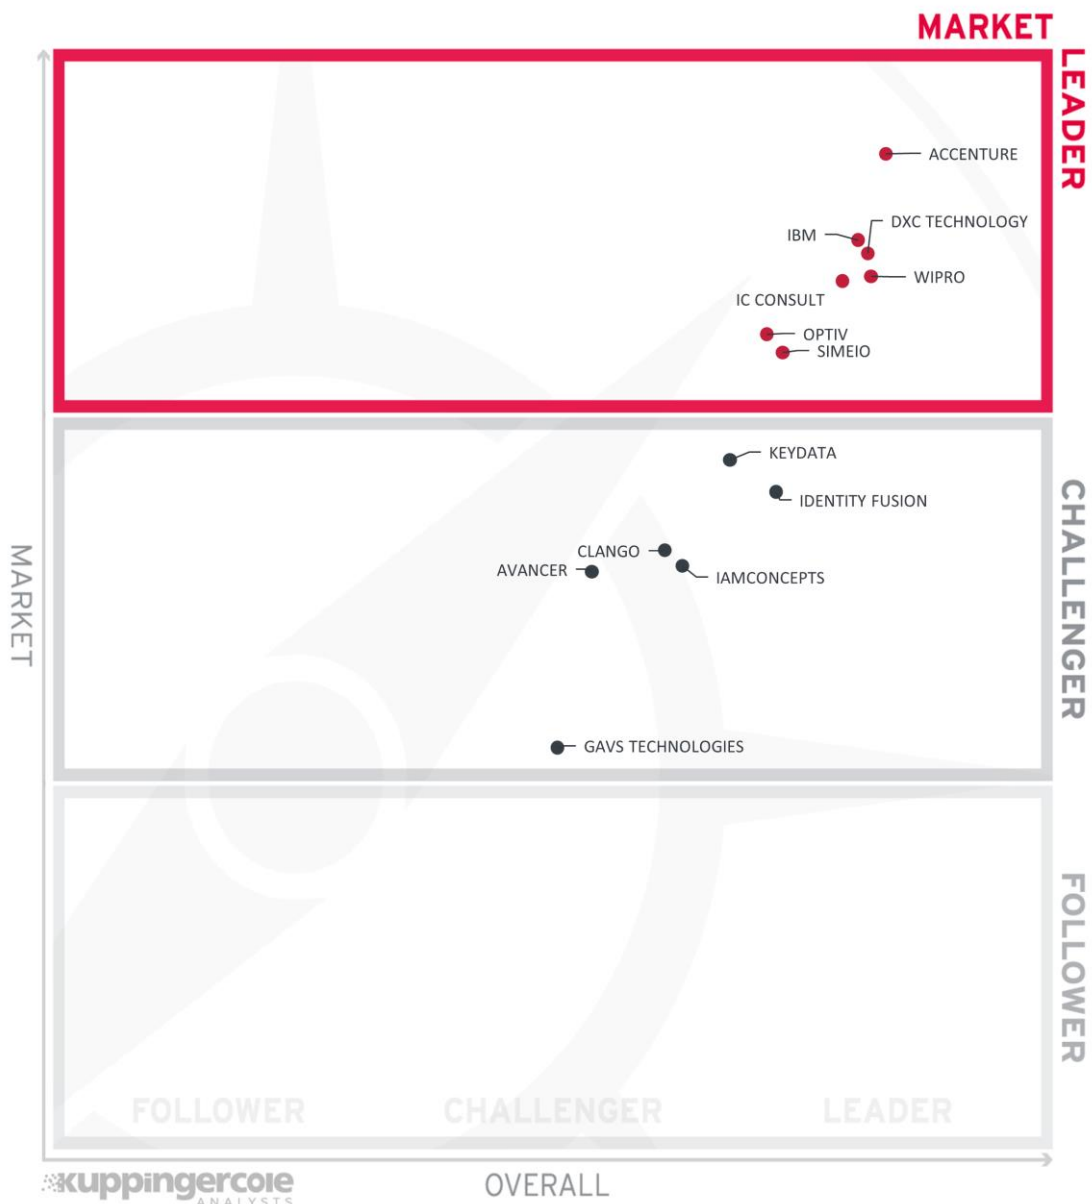 MARKET
LEADER
ACCENTURE
DXC TECHNOLOGY
IBM
WIPRO
IC CONSULT
OPTIV
SIMEIO
KEYDATA
IDENTITY FUSION
CLANGO
AVANCER
IAMCONCEPTS
GAVS TECHNOLOGIES
MARKET
CHALLENGER
FOLLOWER
FOLLOWER CHALLENGER LEADER
kuppingercole
ANALYSTS
OVERALL